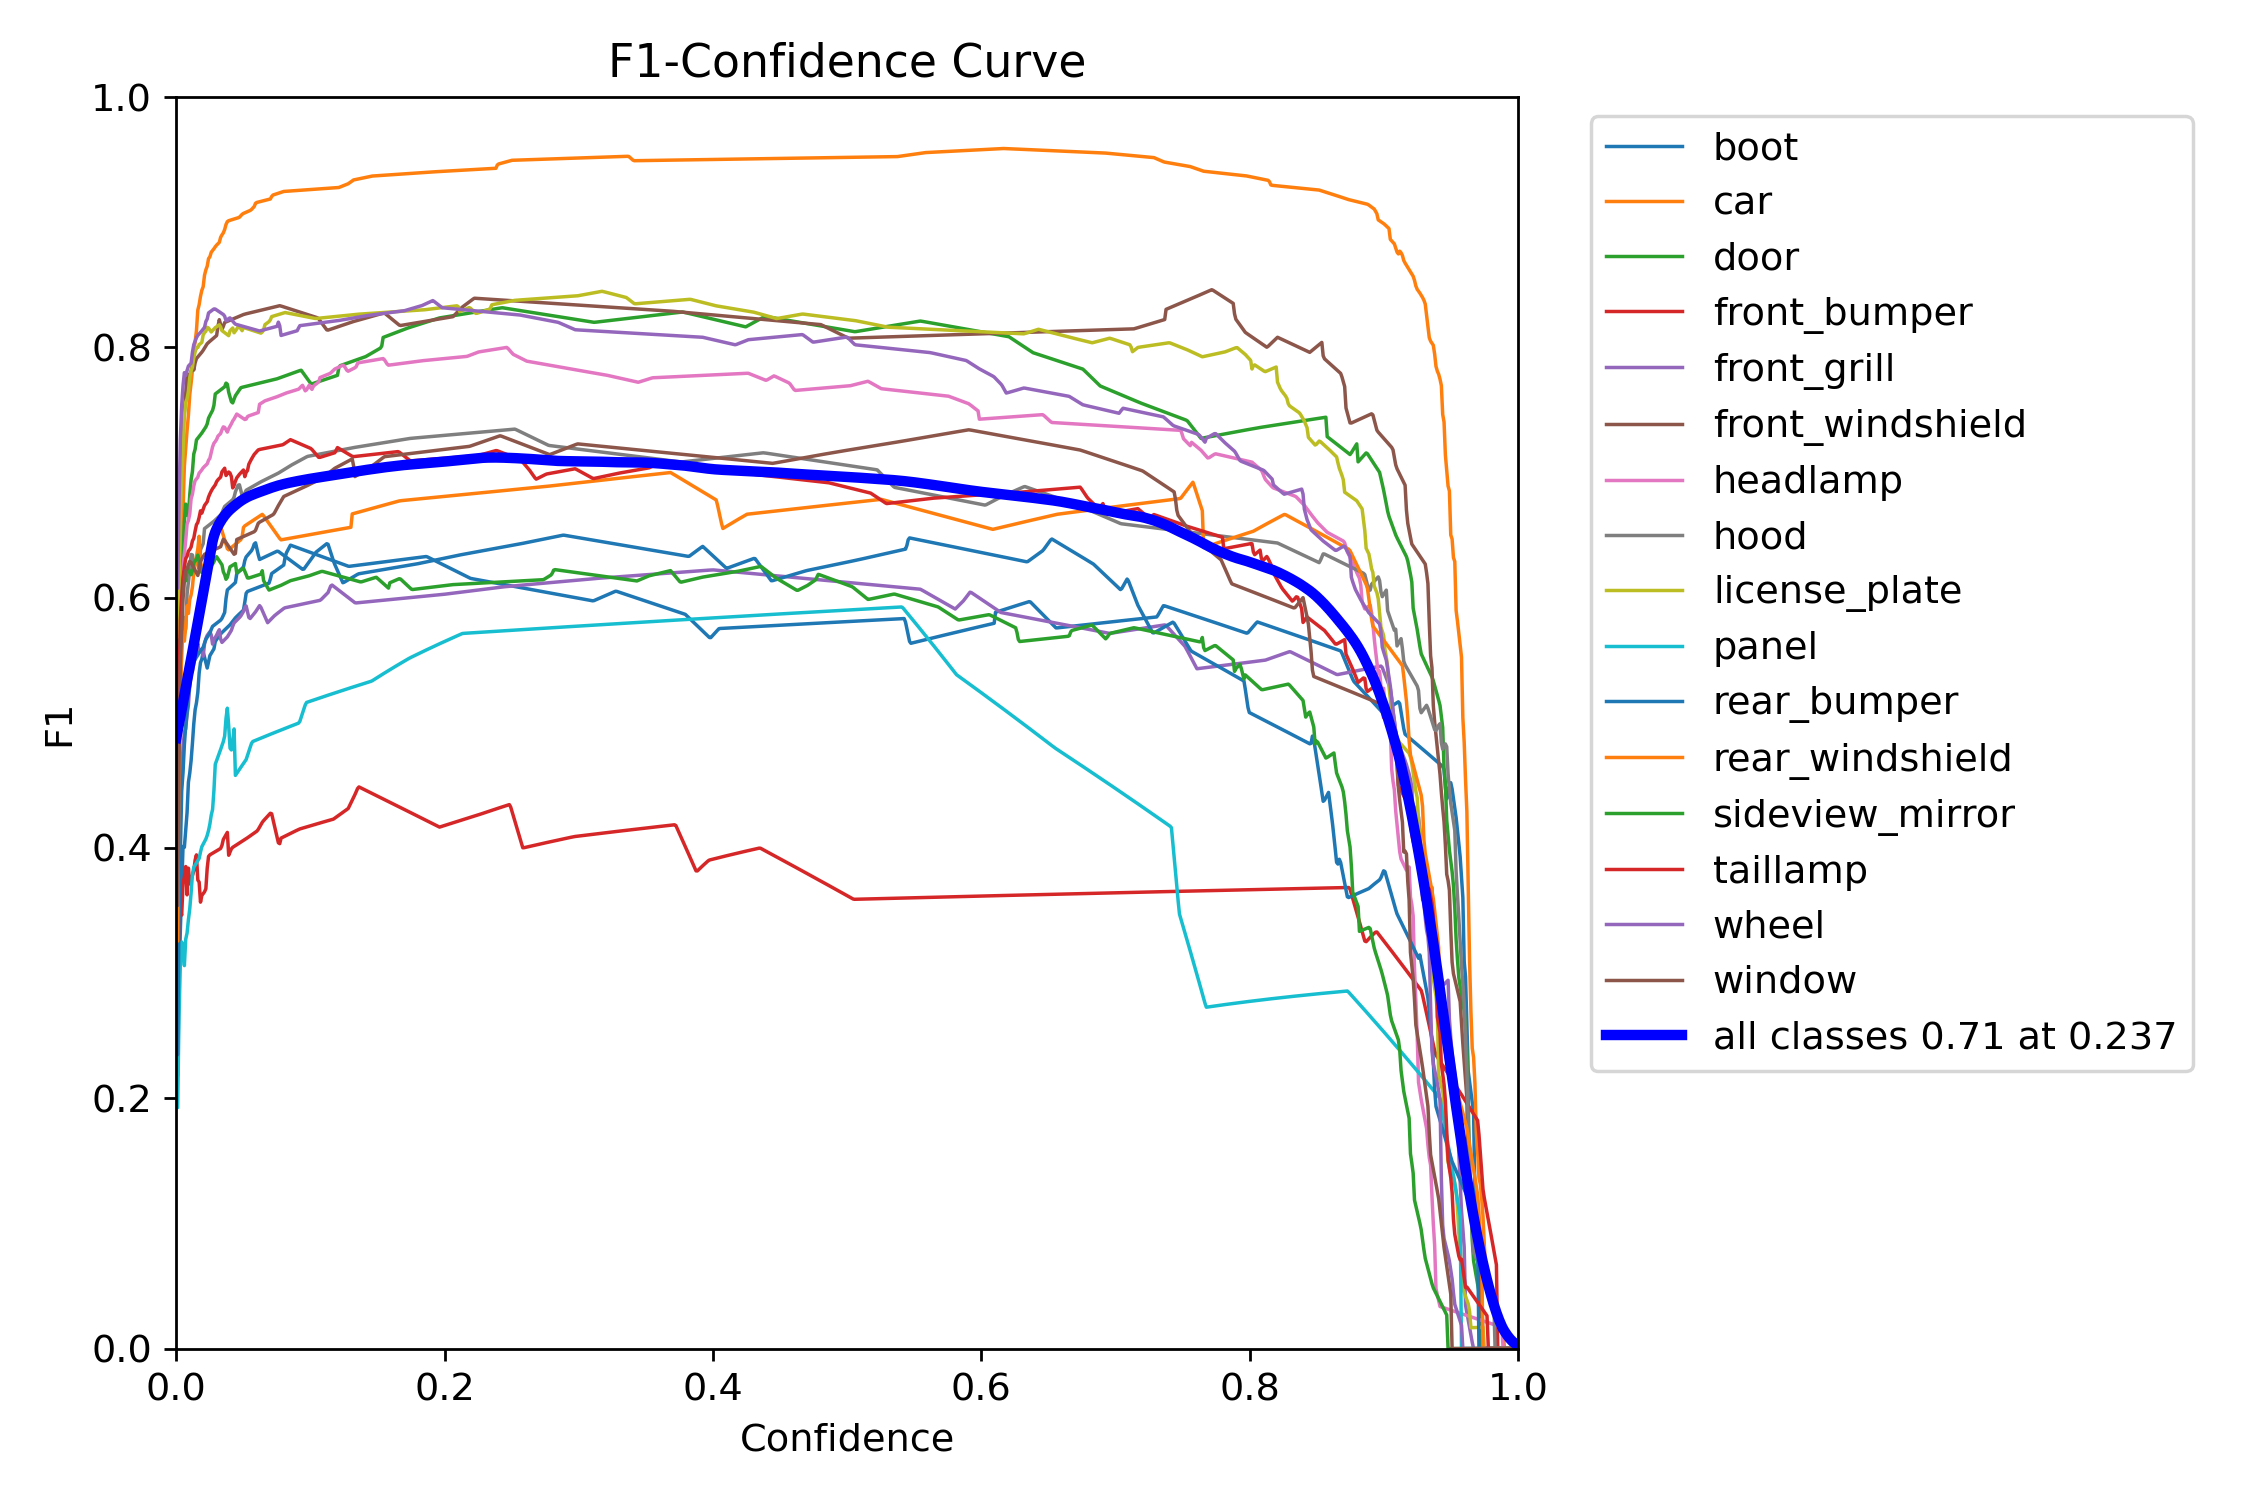 F1-Confidence Curve
1.0
0.8
0.6
0.4
0.2
0.0
F1
0.0 0.2 0.4 0.6 0.8 1.0
Confidence
boot
car
door
front_bumper
front_grill
front_windshield
headlamp
hood
license_plate
panel
rear_bumper
rear_windshield
sideview_mirror
taillamp
wheel
window
all classes 0.71 at 0.237